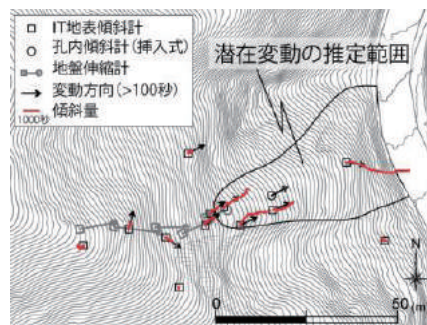 IT地表傾斜計
孔内傾斜計(挿入式)
地盤伸縮計
変動方向(>100秒)
傾斜量
1000秒
潜在変動の推定範囲
N
0
50
(m)